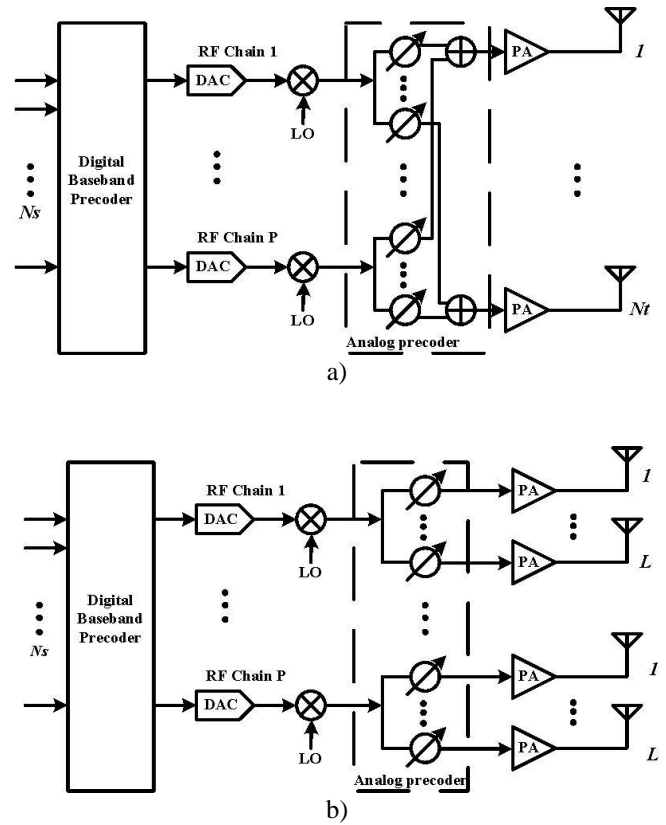 RF Chain 1
DAC
LO
PA
1
Digital
Baseband
Precoder
Ns
RF Chain P
DAC
LO
PA
Nt
Analog precoder
a)
RF Chain 1
DAC
LO
PA
1
PA
L
Digital
Baseband
Precoder
Ns
RF Chain P
DAC
LO
PA
1
PA
L
Analog precoder
b)